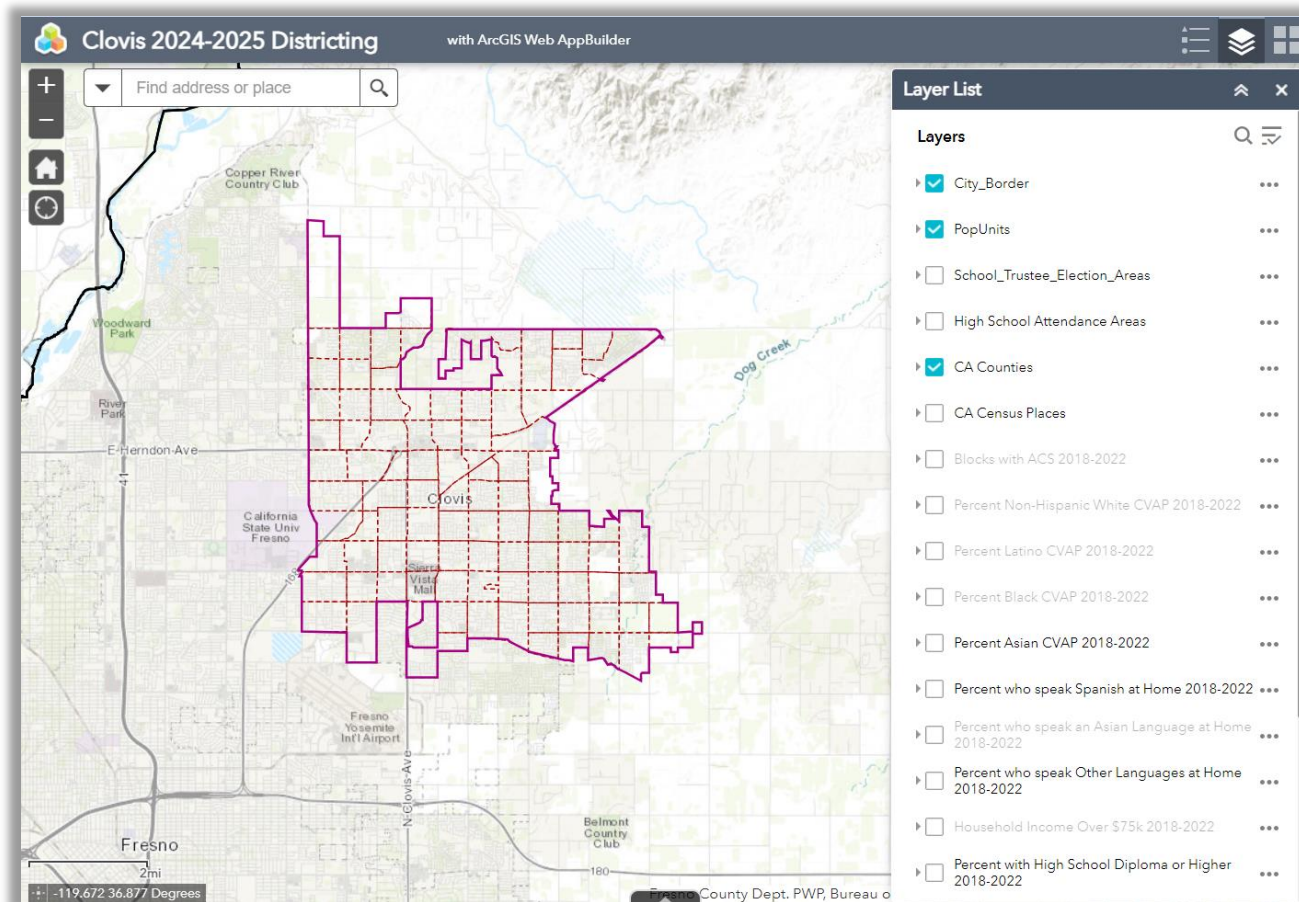 Clovis 2024-2025 Districting
with ArcGIS Web AppBuilder
+
Find address or place
−
Layer List
Layers
City_Border
PopUnits
School_Trustee_Election_Areas
High School Attendance Areas
CA Counties
CA Census Places
Blocks with ACS 2018-2022
Percent Non-Hispanic White CVAP 2018-2022
Percent Latino CVAP 2018-2022
Percent Black CVAP 2018-2022
Percent Asian CVAP 2018-2022
Percent who speak Spanish at Home 2018-2022
Percent who speak an Asian Language at Home
2018-2022
Percent who speak Other Languages at Home
2018-2022
Household Income Over $75k 2018-2022
Percent with High School Diploma or Higher
2018-2022
Copper River
Country Club
Woodward
Park
Dog Creek
River
Park
E Herndon Ave
41
Clovis
California
State Univ
Fresno
168
Sierra
Vista
Mall
Fresno
Yosemite
Int'l Airport
N Clovis Ave
Belmont
Country
Club
Fresno
180
2mi
-119.672 36.877 Degrees
Fresno County Dept. PWP, Bureau o